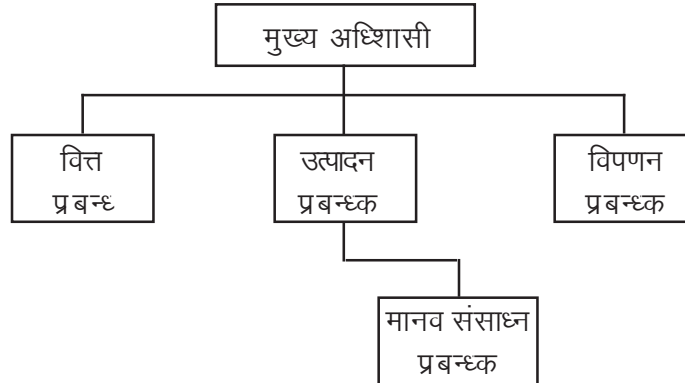 मुख्य अध्शिासी
वित्त
प्रबन्ध्
उत्पादन
प्रबन्ध्क
विपणन
प्रबन्ध्क
मानव संसाध्न
प्रबन्ध्क